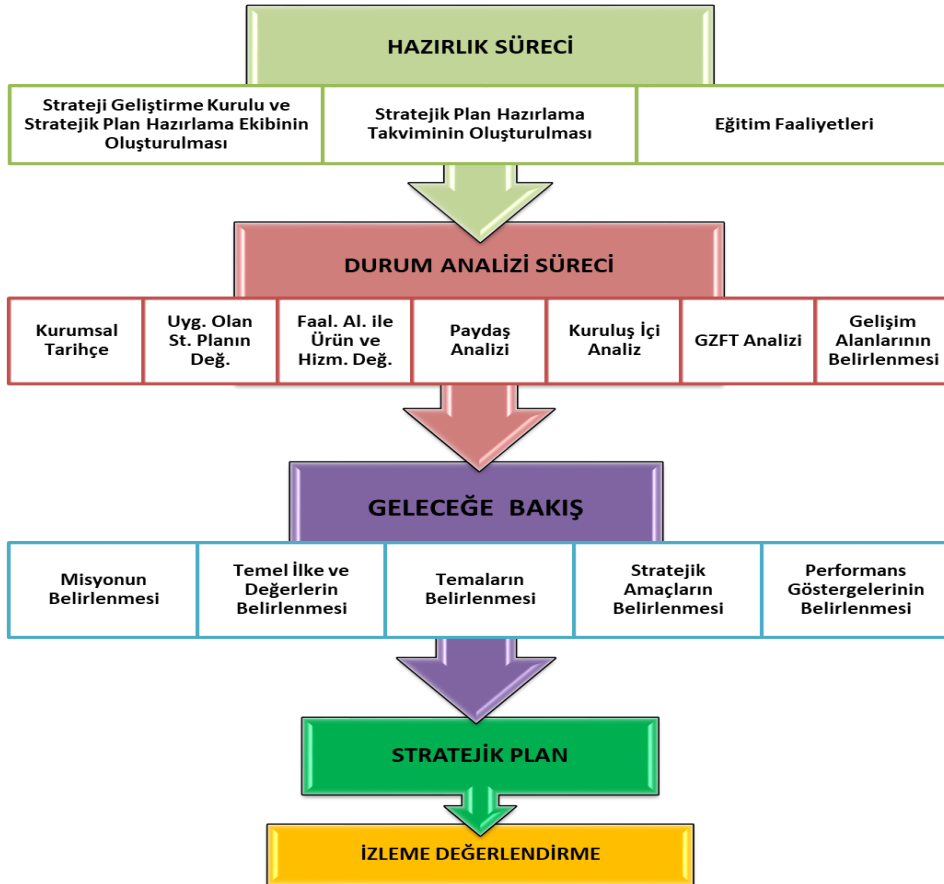 HAZIRLIK SÜRECİ
Strateji Geliştirme Kurulu ve
Stratejik Plan Hazırlama Ekibinin
Oluşturulması
Stratejik Plan Hazırlama
Takviminin Oluşturulması
Eğitim Faaliyetleri
DURUM ANALİZİ SÜRECİ
Kurumsal
Tarihçe
Uyg. Olan
St. Planın
Değ.
Faal. Al. ile
Ürün ve
Hizm. Değ.
Paydaş
Analizi
Kuruluş İçi
Analiz
GZFT Analizi
Gelişim
Alanlarının
Belirlenmesi
GELECEĞE BAKIŞ
Misyonun
Belirlenmesi
Temel İlke ve
Değerlerin
Belirlenmesi
Temaların
Belirlenmesi
Stratejik
Amaçların
Belirlenmesi
Performans
Göstergelerinin
Belirlenmesi
STRATEJİK PLAN
İZLEME DEĞERLENDİRME